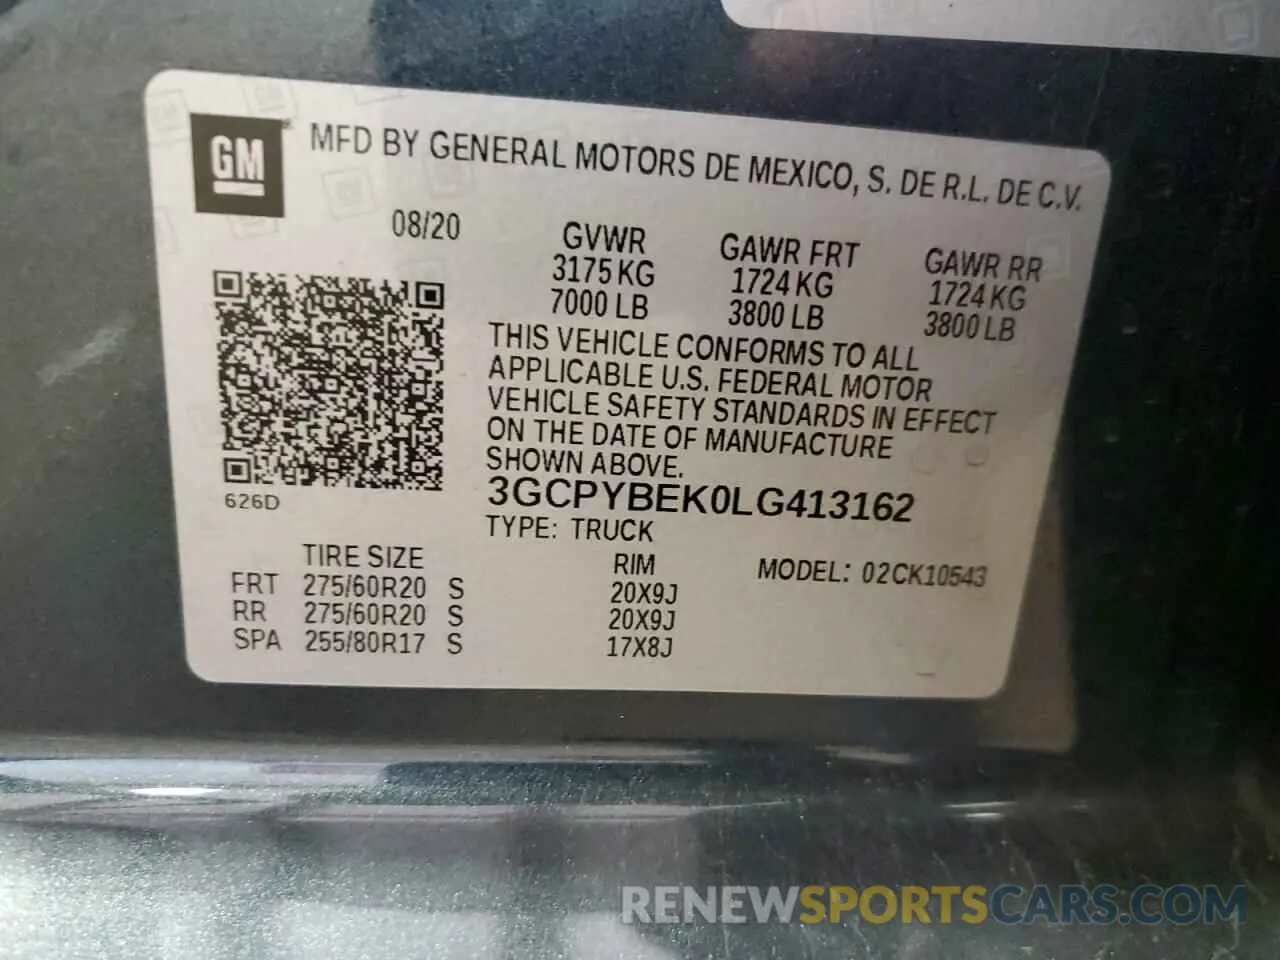 GM
MFD BY GENERAL MOTORS DE MEXICO, S. DE R.L. DE C.V.
08/20
GVWR GAWR FRT GAWR RR
3175 KG 1724 KG 1724 KG
7000 LB 3800 LB 3800 LB
THIS VEHICLE CONFORMS TO ALL
APPLICABLE U.S. FEDERAL MOTOR
VEHICLE SAFETY STANDARDS IN EFFECT
ON THE DATE OF MANUFACTURE
SHOWN ABOVE.
626D
3GCPYBEK0LG413162
TYPE: TRUCK
TIRE SIZE RIM MODEL: 02CK10543
FRT 275/60R20 S 20X9J
RR 275/60R20 S 20X9J
SPA 255/80R17 S 17X8J
RENEWSPORTSCARS.COM